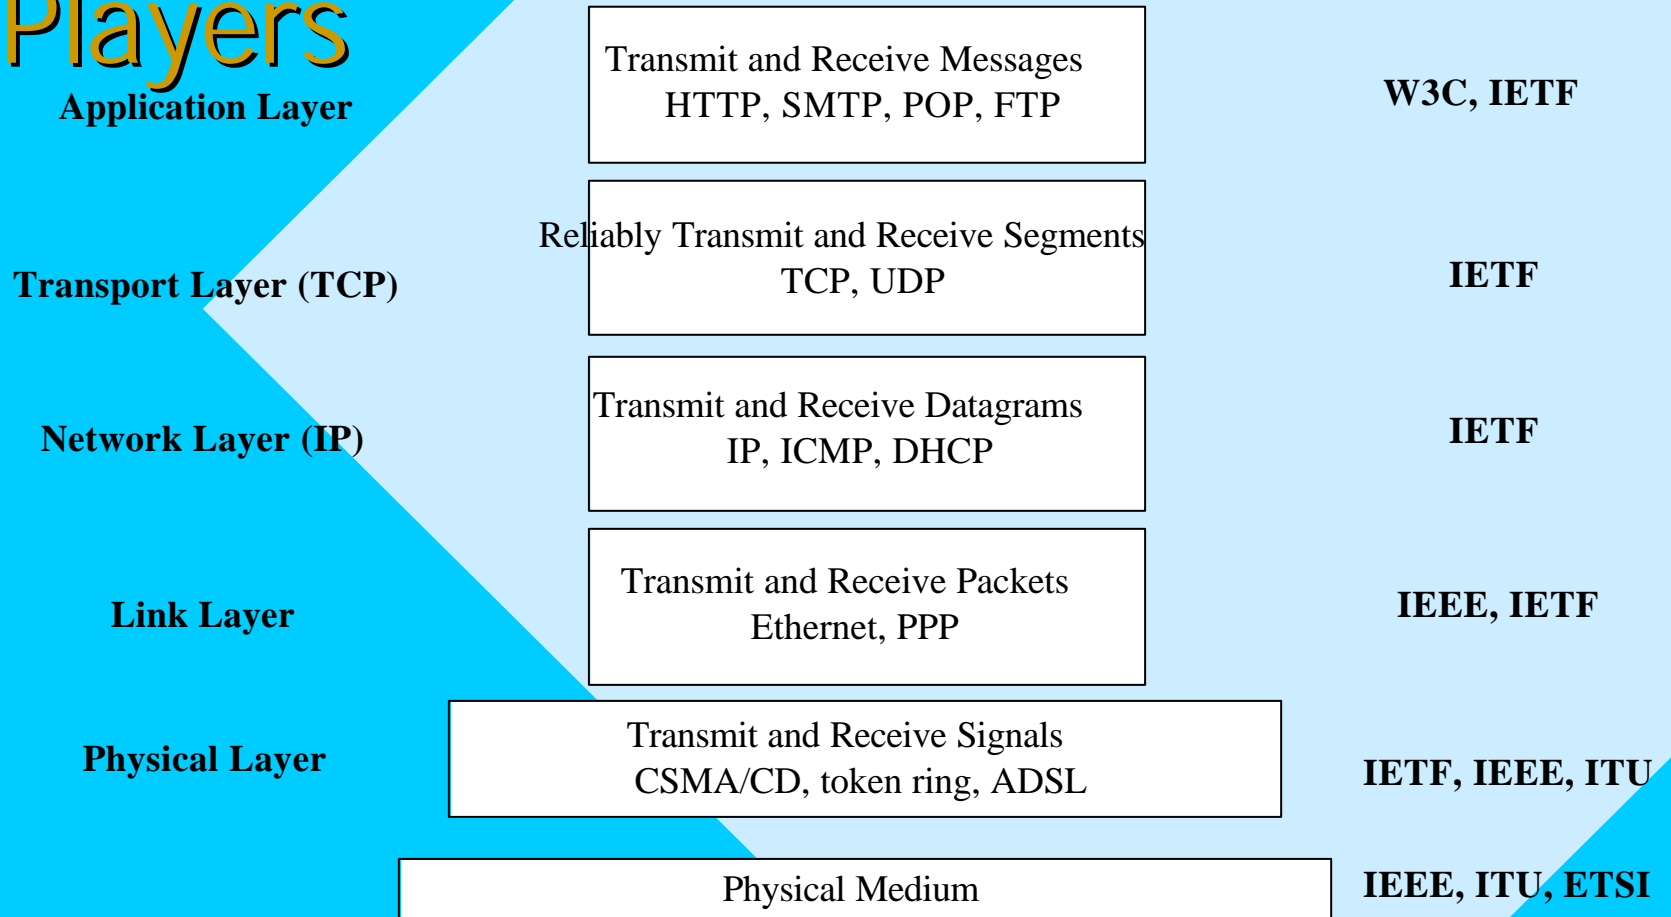 Players
Application Layer
Transmit and Receive Messages
HTTP, SMTP, POP, FTP
W3C, IETF
Transport Layer (TCP)
Reliably Transmit and Receive Segments
TCP, UDP
IETF
Network Layer (IP)
Transmit and Receive Datagrams
IP, ICMP, DHCP
IETF
Link Layer
Transmit and Receive Packets
Ethernet, PPP
IEEE, IETF
Physical Layer
Transmit and Receive Signals
CSMA/CD, token ring, ADSL
IETF, IEEE, ITU
Physical Medium
IEEE, ITU, ETSI